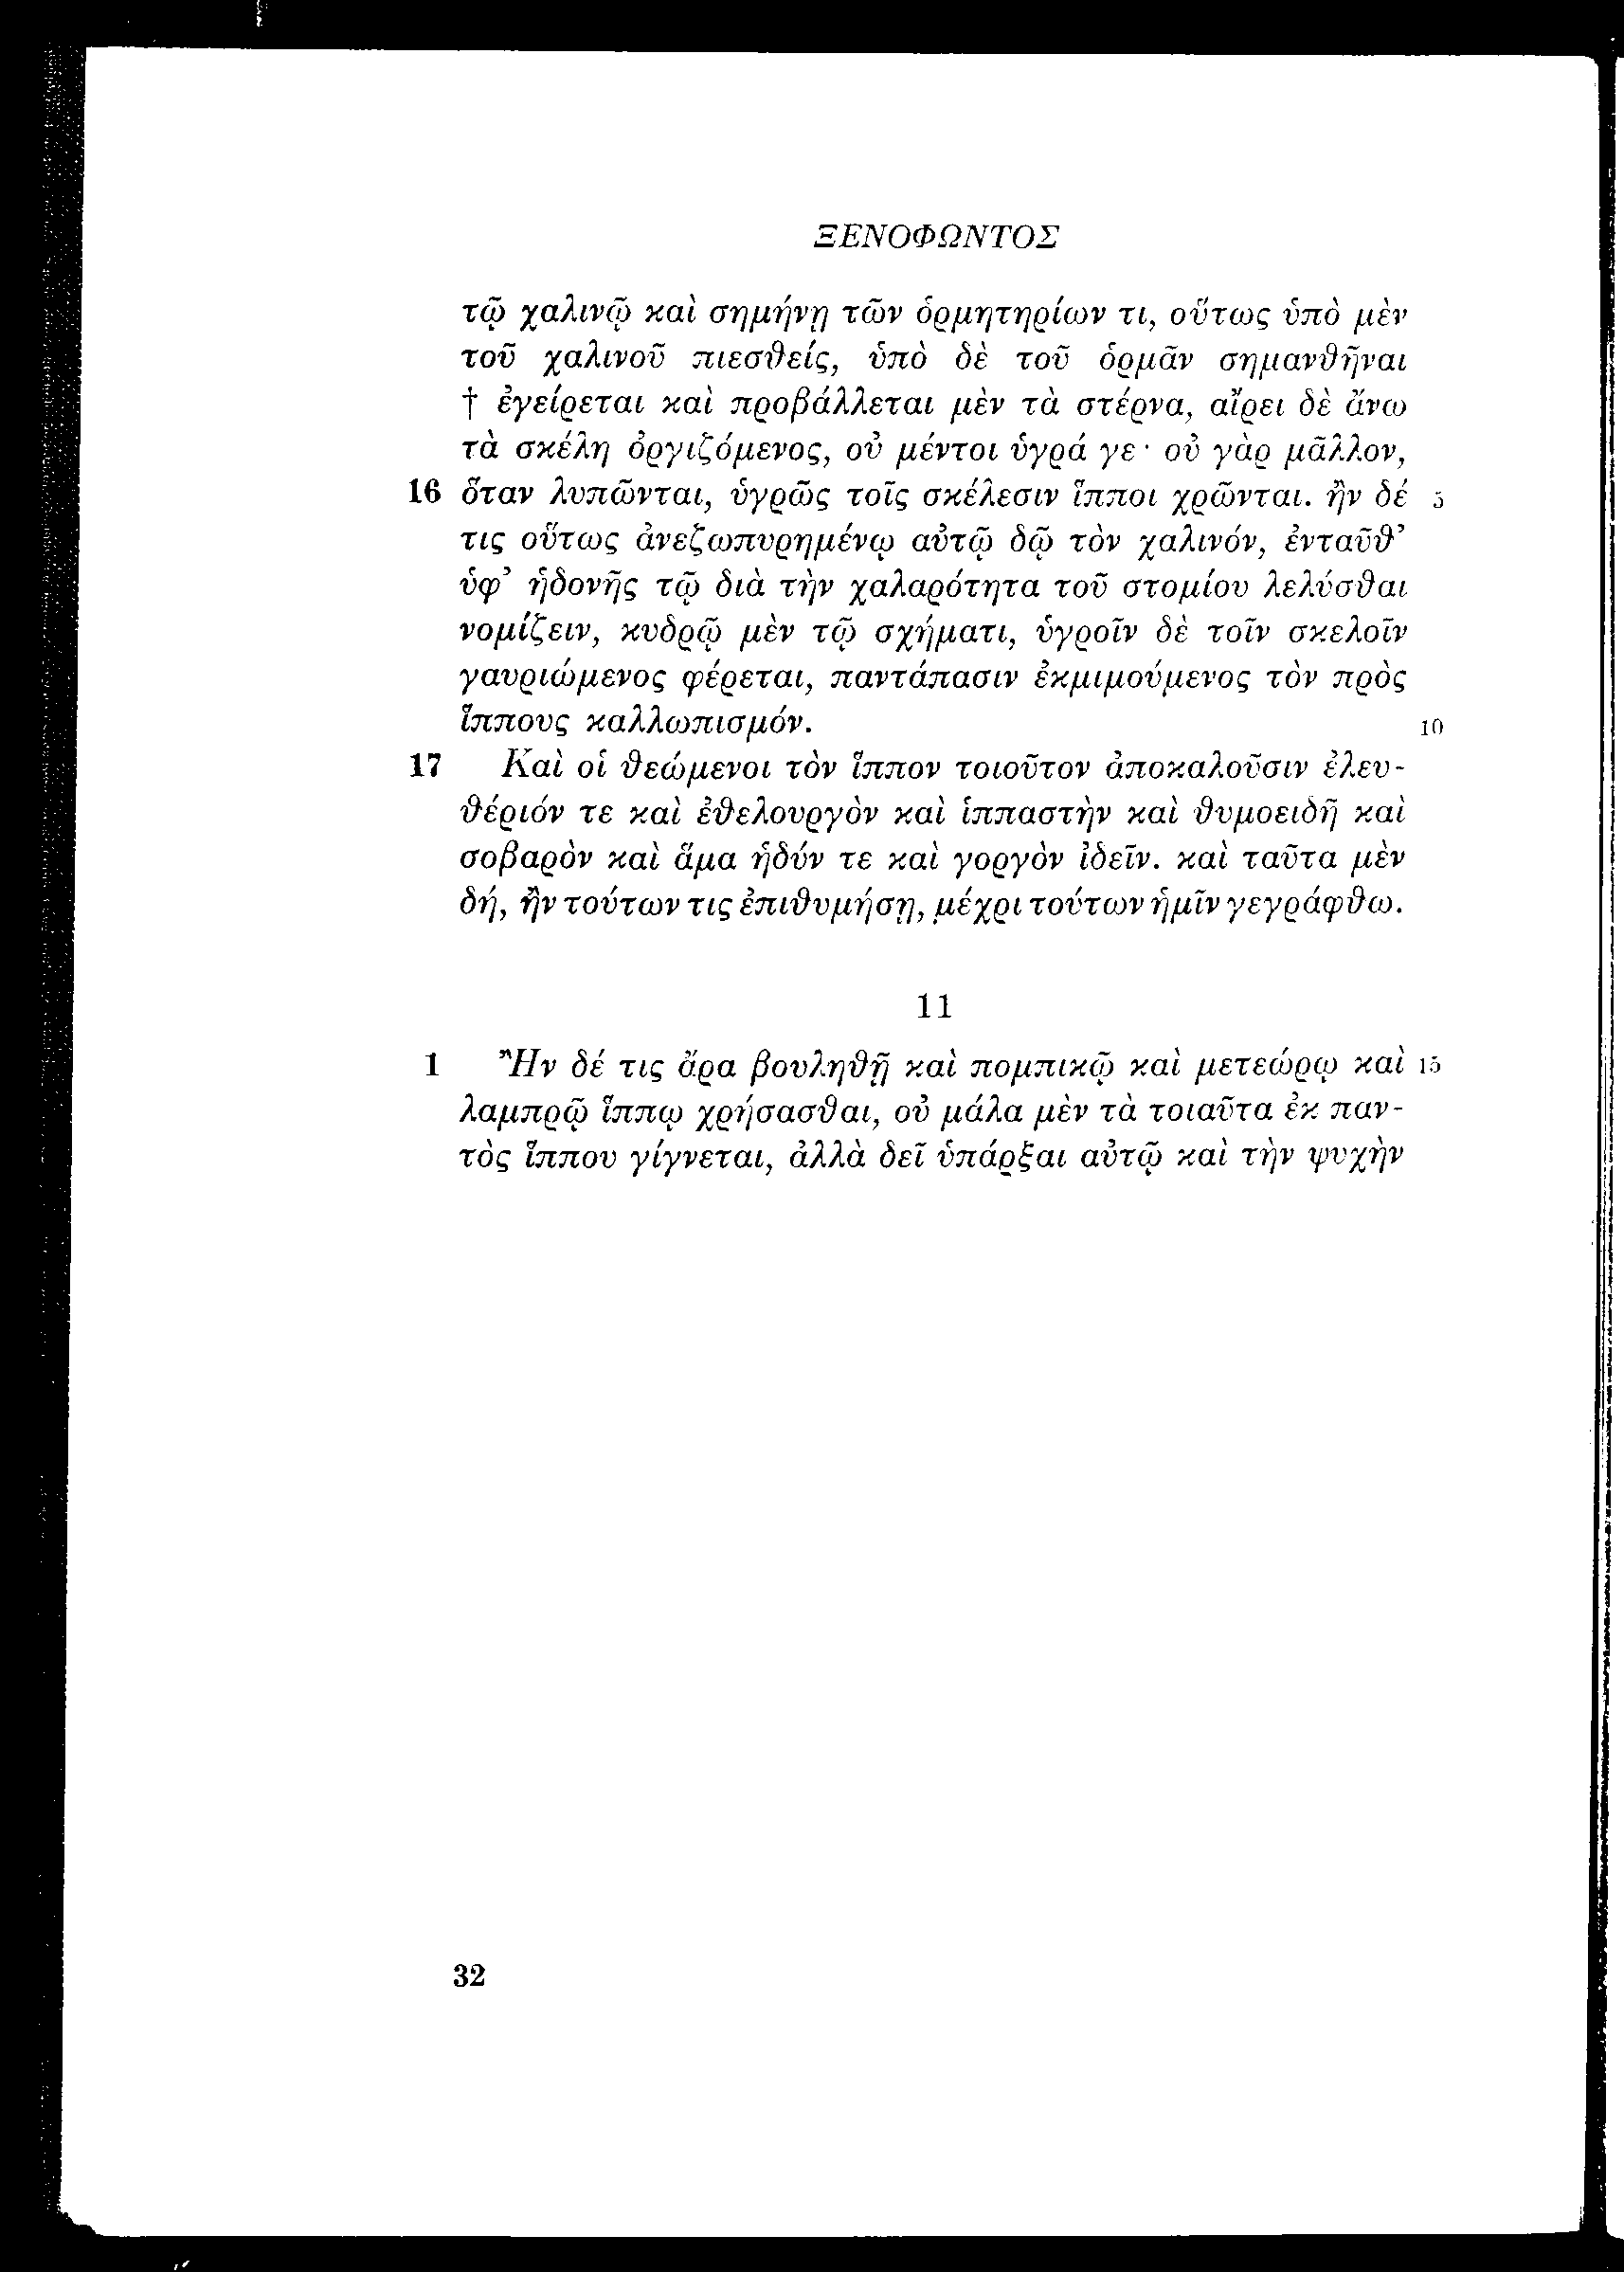 ΞΕΝΟΦΩΝΤΟΣ
τῷ χαλινῷ καὶ σημήνῃ τῶν ὁρμητηρίων τι, οὕτως ὑπὸ μὲν
τοῦ χαλινοῦ πιεσθείς, ὑπὸ δὲ τοῦ ὁρμᾶν σημανθῆναι
† ἐγείρεται καὶ προβάλλεται μὲν τὰ στέρνα, αἴρει δὲ ἄνω
τὰ σκέλη ὀργιζόμενος, οὐ μέντοι ὑγρά γε· οὐ γὰρ μᾶλλον,
16 ὅταν λυπῶνται, ὑγρῶς τοῖς σκέλεσιν ἵπποι χρῶνται. ἢν δέ 5
τις οὕτως ἀνεζωπυρημένῳ αὐτῷ δῷ τὸν χαλινόν, ἐνταῦθ’
ὑφ’ ἡδονῆς τῷ διὰ τὴν χαλαρότητα τοῦ στομίου λελύσθαι
νομίζειν, κυδρῷ μὲν τῷ σχήματι, ὑγροῖν δὲ τοῖν σκελοῖν
γαυριώμενος φέρεται, παντάπασιν ἐκμιμούμενος τὸν πρὸς
ἵππους καλλωπισμόν. 10
17 Καὶ οἱ θεώμενοι τὸν ἵππον τοιοῦτον ἀποκαλοῦσιν ἐλευ-
θέριόν τε καὶ ἐθελουργὸν καὶ ἱππαστὴν καὶ θυμοειδῆ καὶ
σοβαρὸν καὶ ἅμα ἡδύν τε καὶ γοργὸν ἰδεῖν. καὶ ταῦτα μὲν
δή, ἢν τούτων τις ἐπιθυμήσῃ, μέχρι τούτων ἡμῖν γεγράφθω.
11
1 Ἢν δέ τις ἄρα βουληθῇ καὶ πομπικῷ καὶ μετεώρῳ καὶ 15
λαμπρῷ ἵππῳ χρήσασθαι, οὐ μάλα μὲν τὰ τοιαῦτα ἐκ παν-
τὸς ἵππου γίγνεται, ἀλλὰ δεῖ ὑπάρξαι αὐτῷ καὶ τὴν ψυχὴν
32